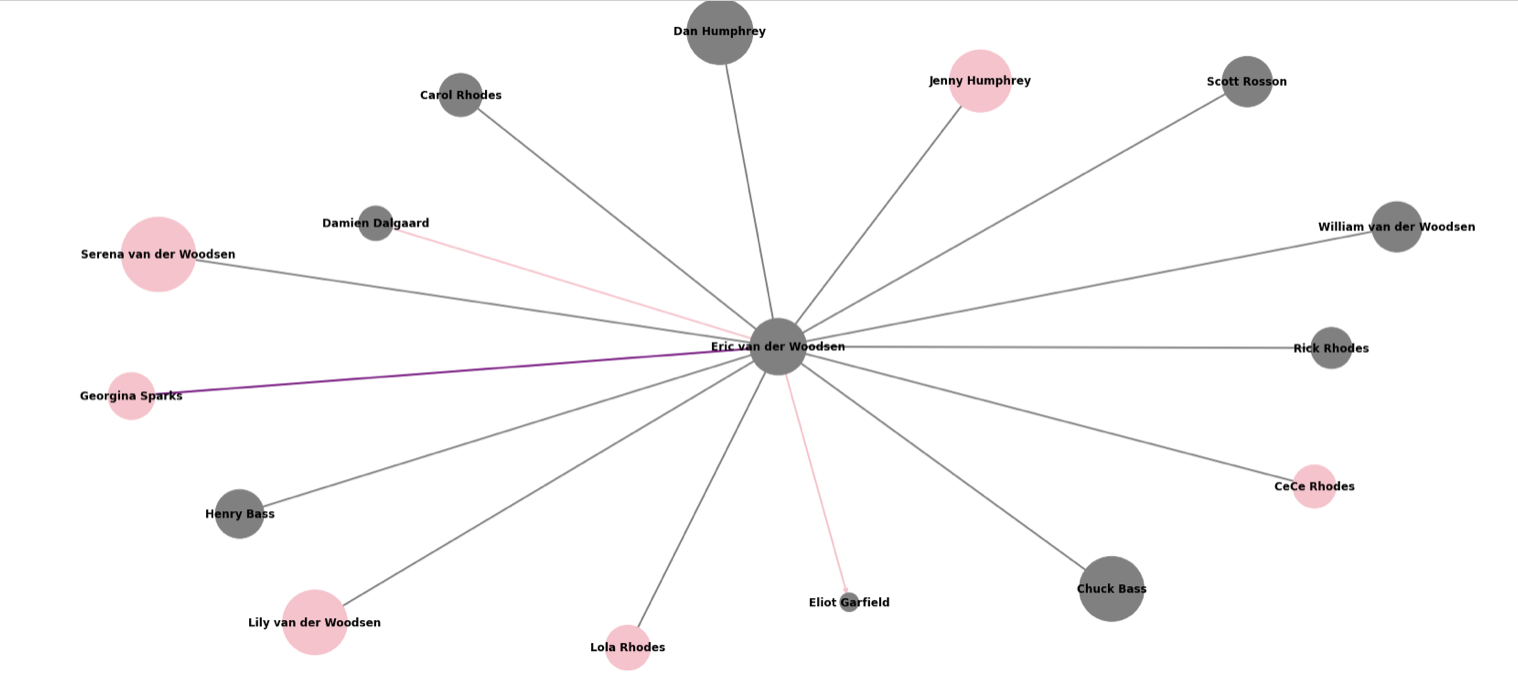 Dan Humphrey
Jenny Humphrey
Scott Rosson
Carol Rhodes
Damien Dalgaard
William van der Woodsen
Serena van der Woodsen
Eric van der Woodsen
Rick Rhodes
Georgina Sparks
CeCe Rhodes
Henry Bass
Chuck Bass
Eliot Garfield
Lily van der Woodsen
Lola Rhodes